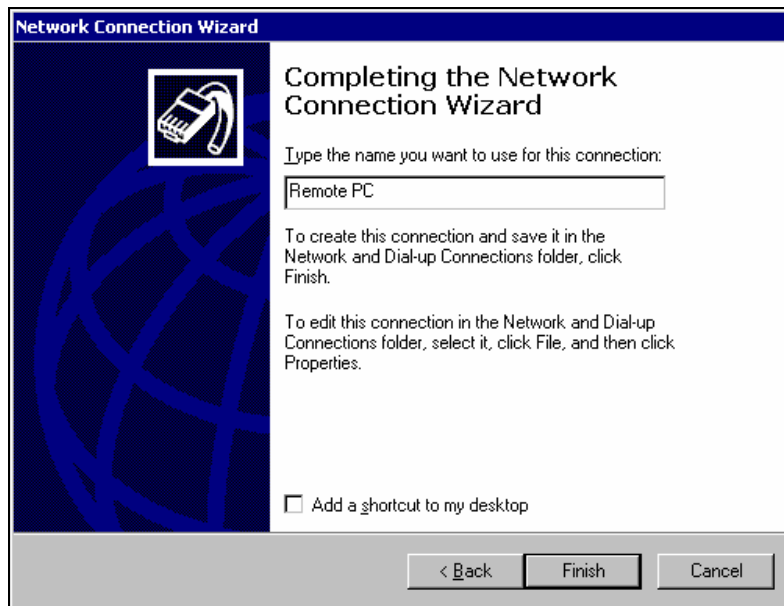 Network Connection Wizard
Completing the Network
Connection Wizard
Type the name you want to use for this connection:
Remote PC
To create this connection and save it in the
Network and Dial-up Connections folder, click
Finish.
To edit this connection in the Network and Dial-up
Connections folder, select it, click File, and then click
Properties.
Add a shortcut to my desktop
< Back Finish Cancel